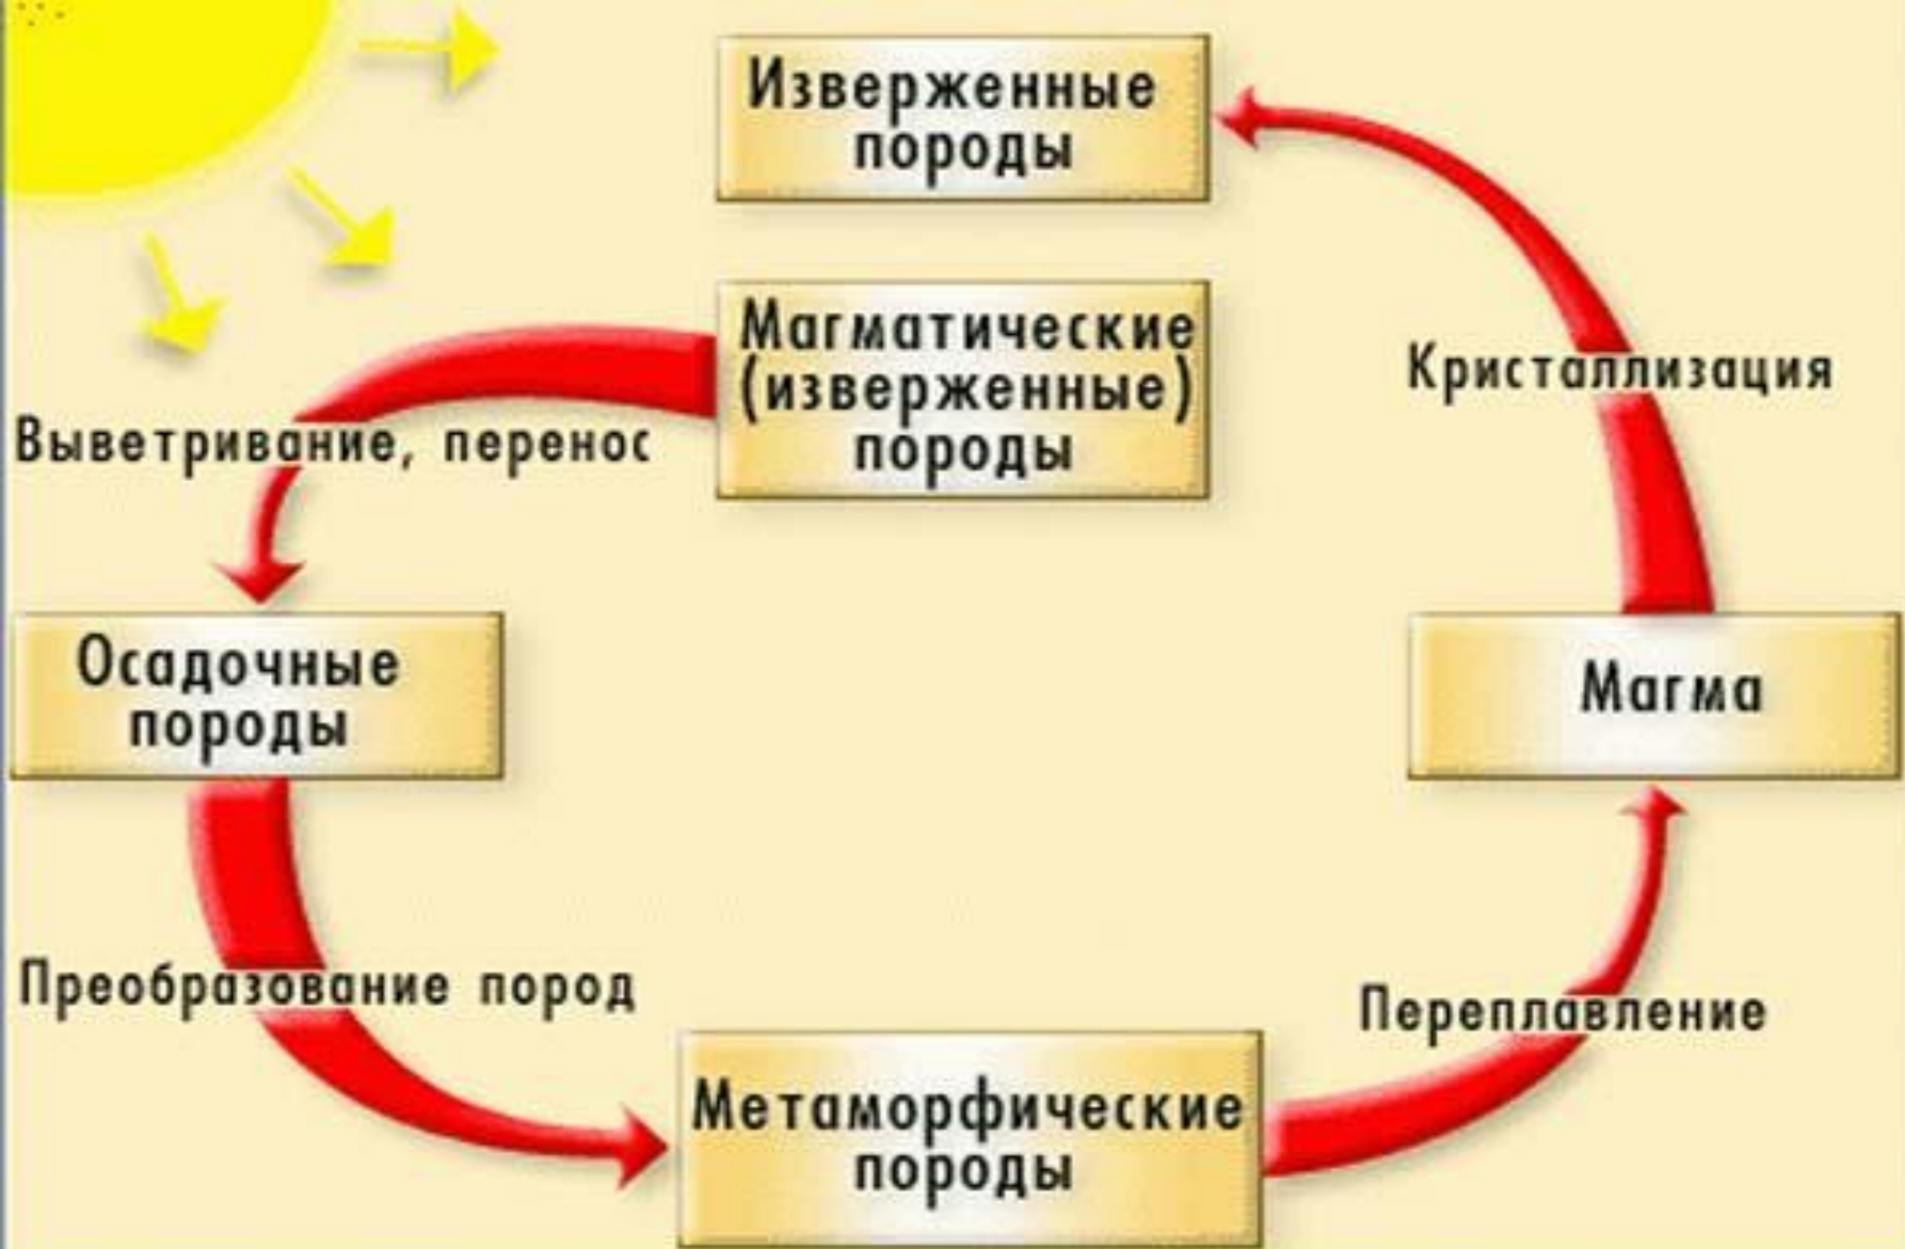 Изверженные
породы
Магматические
(изверженные)
породы
Кристаллизация
Выветривание, перенос
Осадочные
породы
Магма
Преобразование пород
Переплавление
Метаморфические
породы